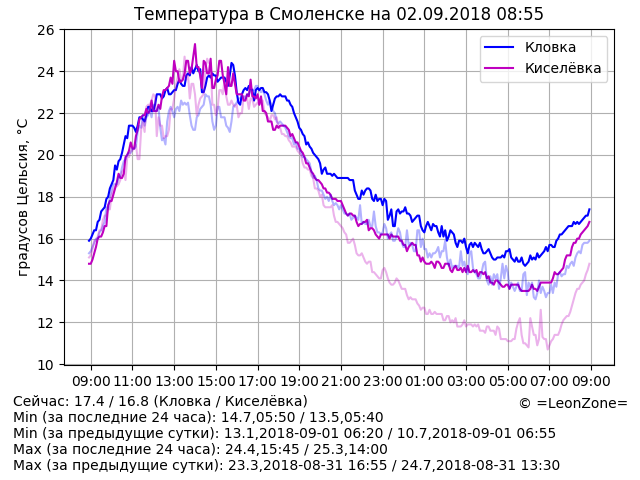 Температура в Смоленске на 02.09.2018 08:55
градусов Цельсия, °C
26
24
22
20
18
16
14
12
10
Кловка
Киселёвка
09:00 11:00 13:00 15:00 17:00 19:00 21:00 23:00 01:00 03:00 05:00 07:00 09:00
Сейчас: 17.4 / 16.8 (Кловка / Киселёвка)
© =LeonZone=
Min (за последние 24 часа): 14.7,05:50 / 13.5,05:40
Min (за предыдущие сутки): 13.1,2018-09-01 06:20 / 10.7,2018-09-01 06:55
Max (за последние 24 часа): 24.4,15:45 / 25.3,14:00
Max (за предыдущие сутки): 23.3,2018-08-31 16:55 / 24.7,2018-08-31 13:30